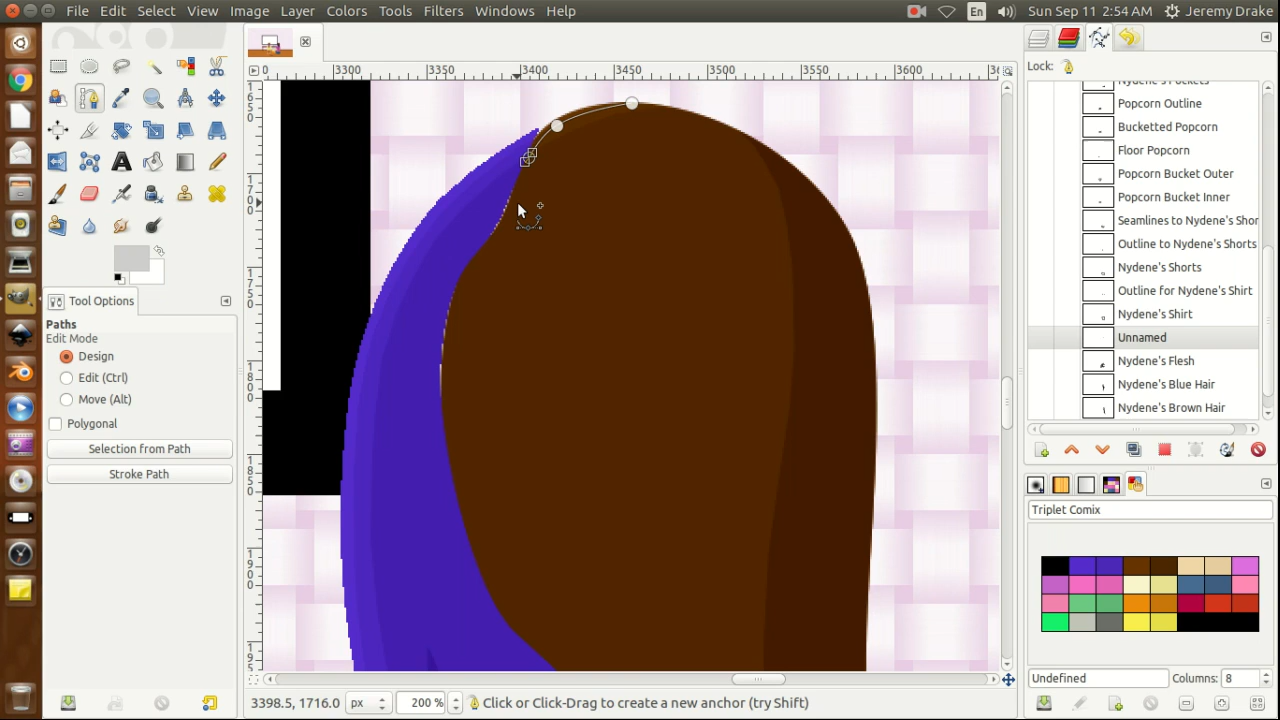 File Edit Select View Image Layer Colors Tools Filters Windows Help
En Sun Sep 11 2:54 AM Jeremy Drake
Lock:
3300 3350 3400 3450 3500 3550 3600
Nydene's Pockets
Popcorn Outline
Bucketted Popcorn
Floor Popcorn
Popcorn Bucket Outer
Popcorn Bucket Inner
Seamlines to Nydene's Shor
Outline to Nydene's Shorts
Nydene's Shorts
Outline for Nydene's Shirt
Nydene's Shirt
Unnamed
Nydene's Flesh
Nydene's Blue Hair
Nydene's Brown Hair
Tool Options
Paths
Edit Mode
Design
Edit (Ctrl)
Move (Alt)
Polygonal
Selection from Path
Stroke Path
Triplet Comix
Undefined Columns: 8
3398.5, 1716.0 px 200 % Click or Click-Drag to create a new anchor (try Shift)